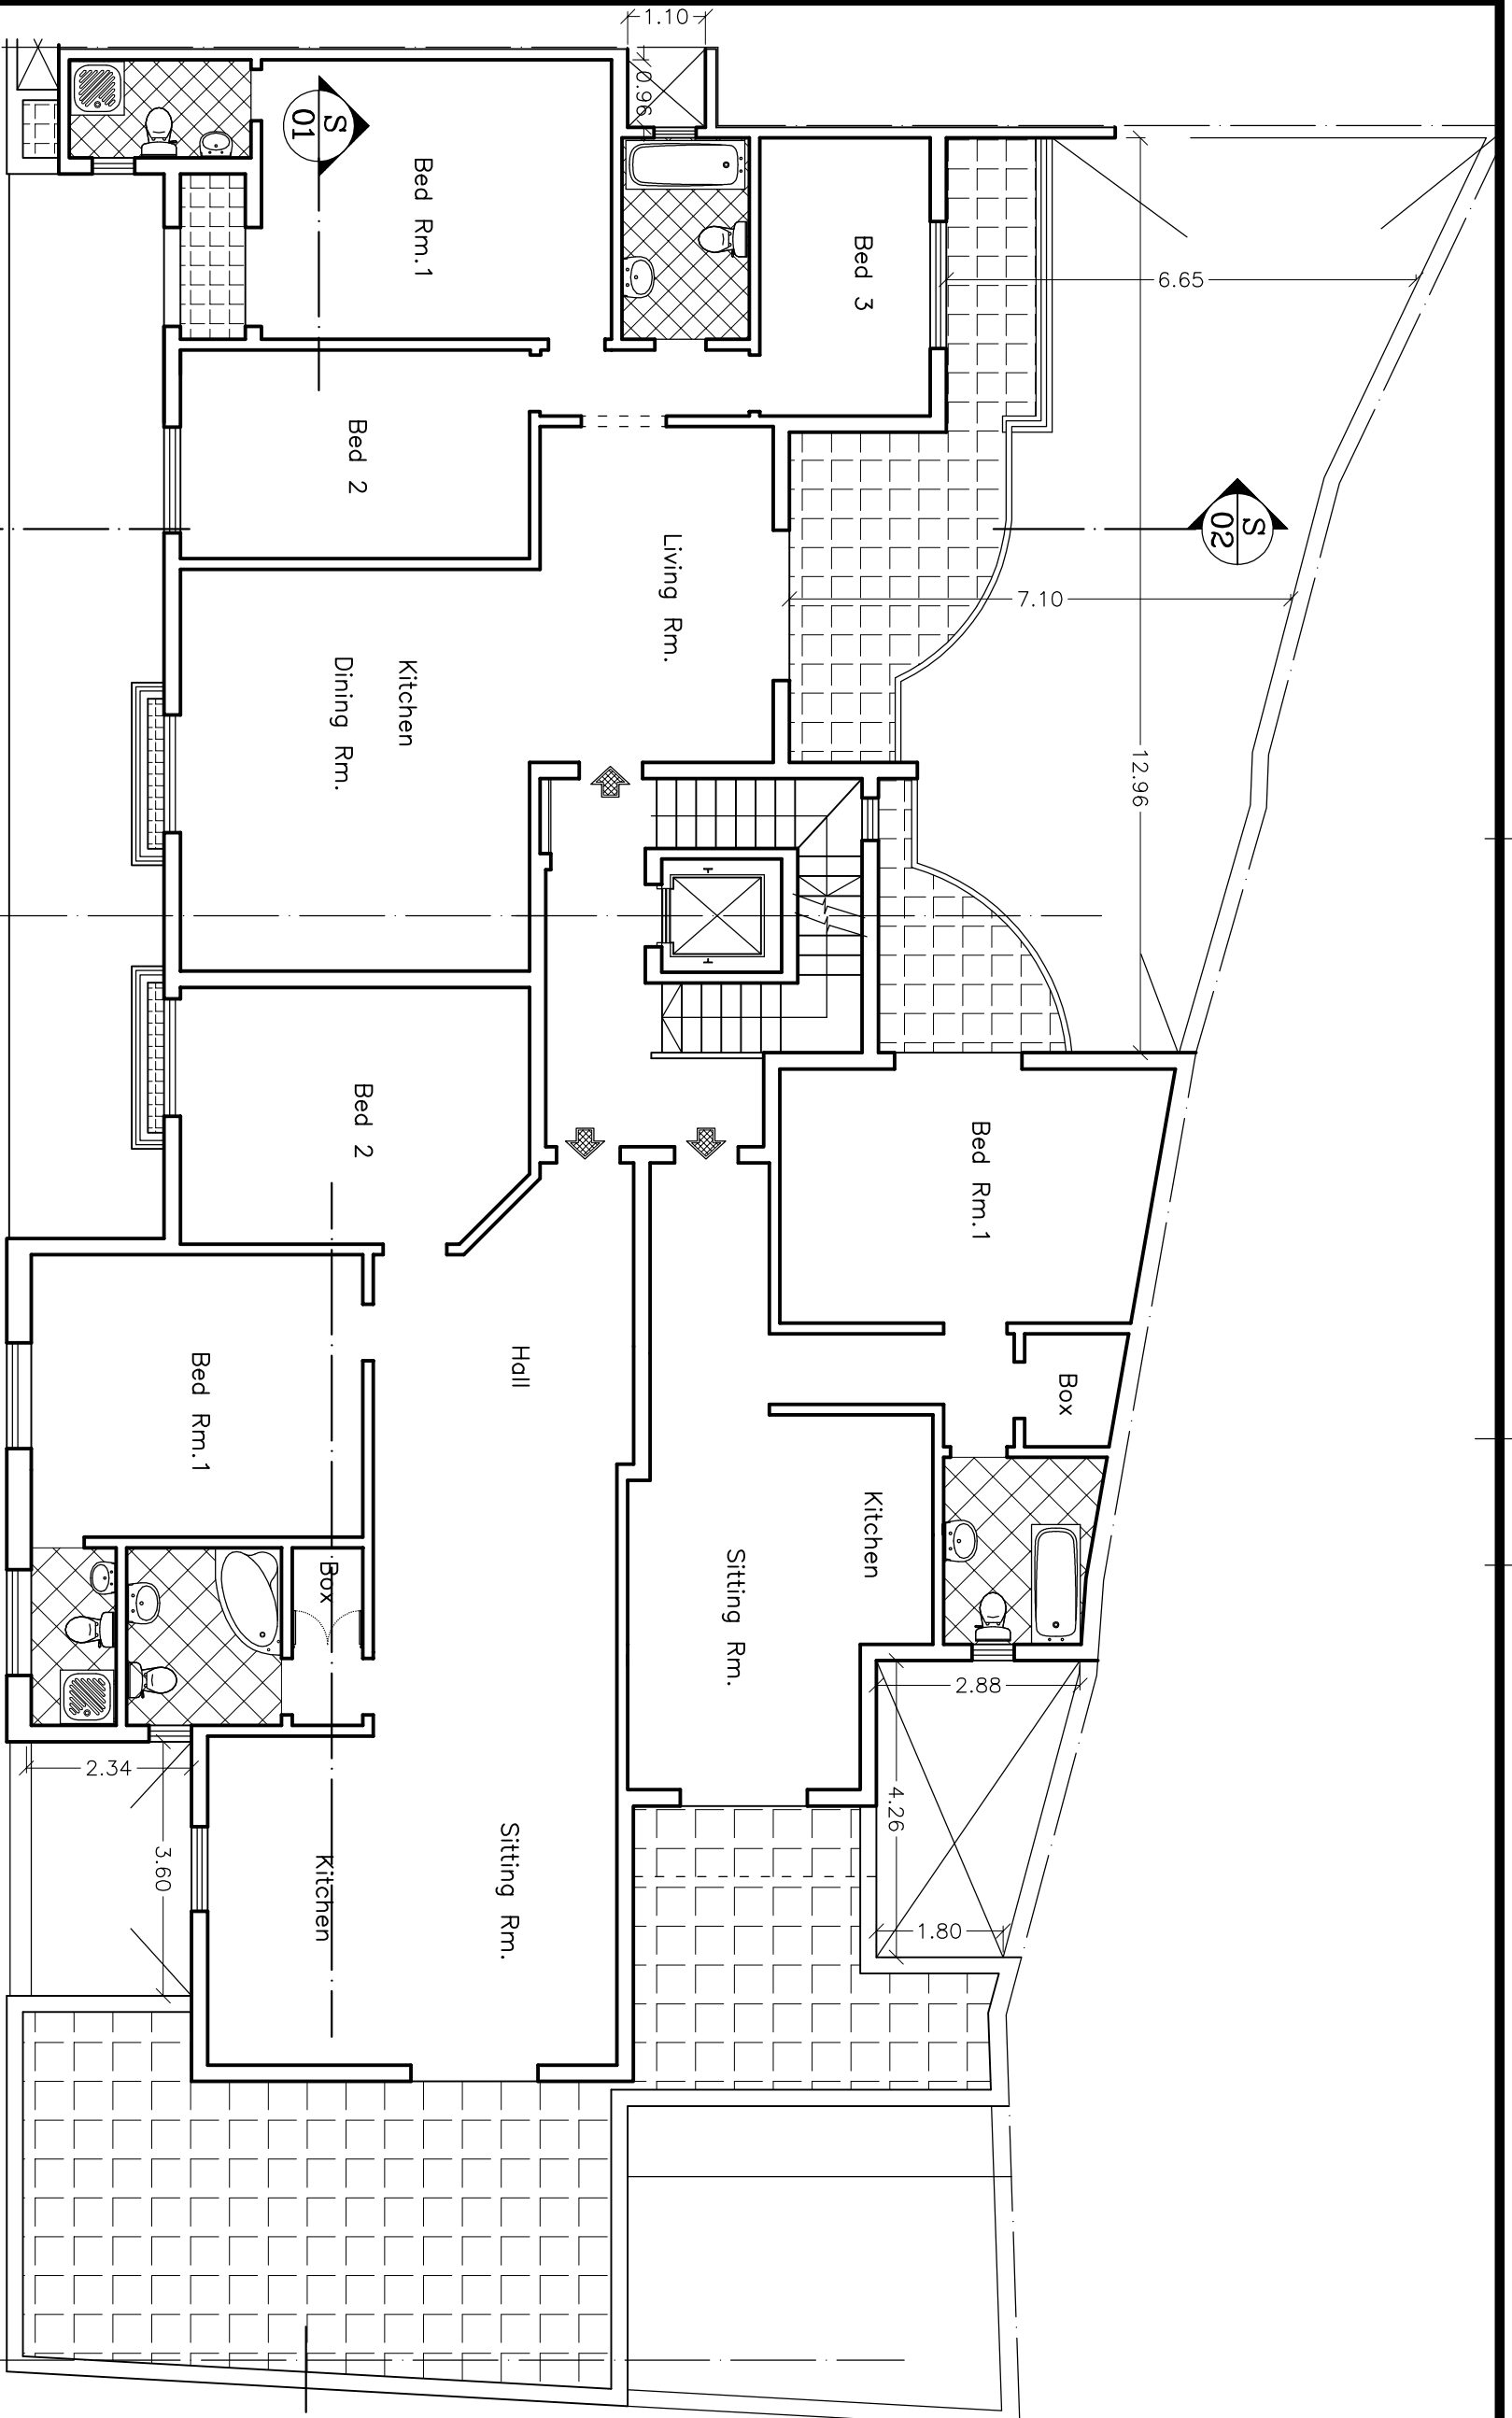 1.10
0.96
S
01
Bed Rm.1
Bed 3
6.65
Bed 2
S
02
Living Rm.
7.10
Kitchen
Dining Rm.
12.96
Bed 2
Bed Rm.1
Hall
Bed Rm.1
Box
Kitchen
Box
Sitting Rm.
2.88
2.34
4.26
3.60
Sitting Rm.
Kitchen
1.80